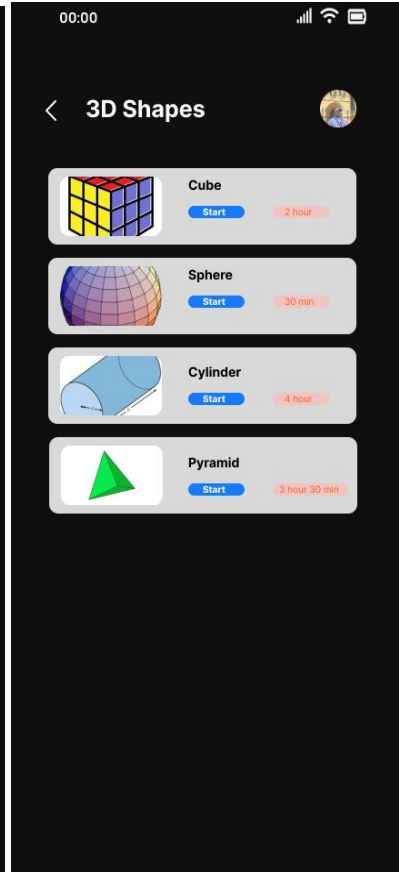 00:00
3D Shapes
Cube
Start 2 hour
Sphere
Start 30 min
Cylinder
Start 4 hour
Pyramid
Start 3 hour 30 min